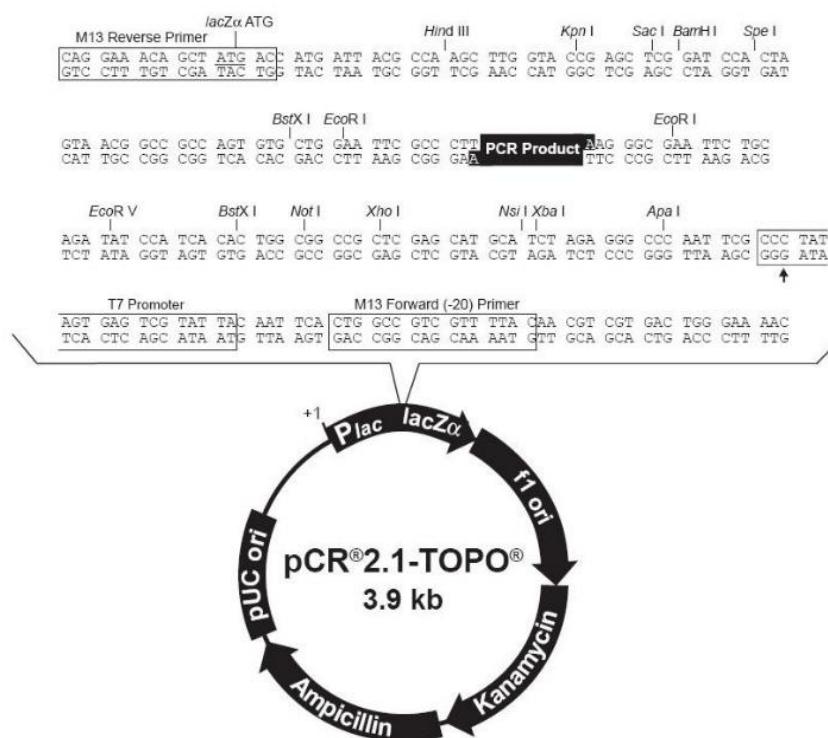 lacZα ATG
M13 Reverse Primer
Hind III Kpn I Sac I BamH I Spe I
CAG GAA ACA GCT ATG ACC ATG ATT ACG CCA AGC TTG GTA CCG AGC TCG GAT CCA CTA
GTC CTT TGT CGA TAC TGG TAC TAA TGC GGT TCG AAC CAT GGC TCG AGC CTA GGT GAT
BstX I EcoR I EcoR I
GTA ACG GCC GCC AGT GTG CTG GAA TTC GCC CTT PCR Product AAG GGC GAA TTC TGC
CAT TGC CGG CGG TCA CAC GAC CTT AAG CGG GAA TTC CCG CTT AAG ACG
EcoR V BstX I Not I Xho I Nsi I Xba I Apa I
AGA TAT CCA TCA CAC TGG CGG CCG CTC GAG CAT GCA TCT AGA GGG CCC AAT TCG CCC TAT
TCT ATA GGT AGT GTG ACC GCC GGC GAG CTC GTA CGT AGA TCT CCC GGG TTA AGC GGG ATA
T7 Promoter M13 Forward (-20) Primer
AGT GAG TCG TAT TAC AAT TCA CTG GCC GTC GTT TTA CAA CGT CGT GAC TGG GAA AAC
TCA CTC AGC ATA ATG TTA AGT GAC CGG CAG CAA AAT GTT GCA GCA CTG ACC CTT TTG
+1
Plac lacZα
f1 ori
pUC ori
pCR®2.1-TOPO®
3.9 kb
Kanamycin
Ampicillin